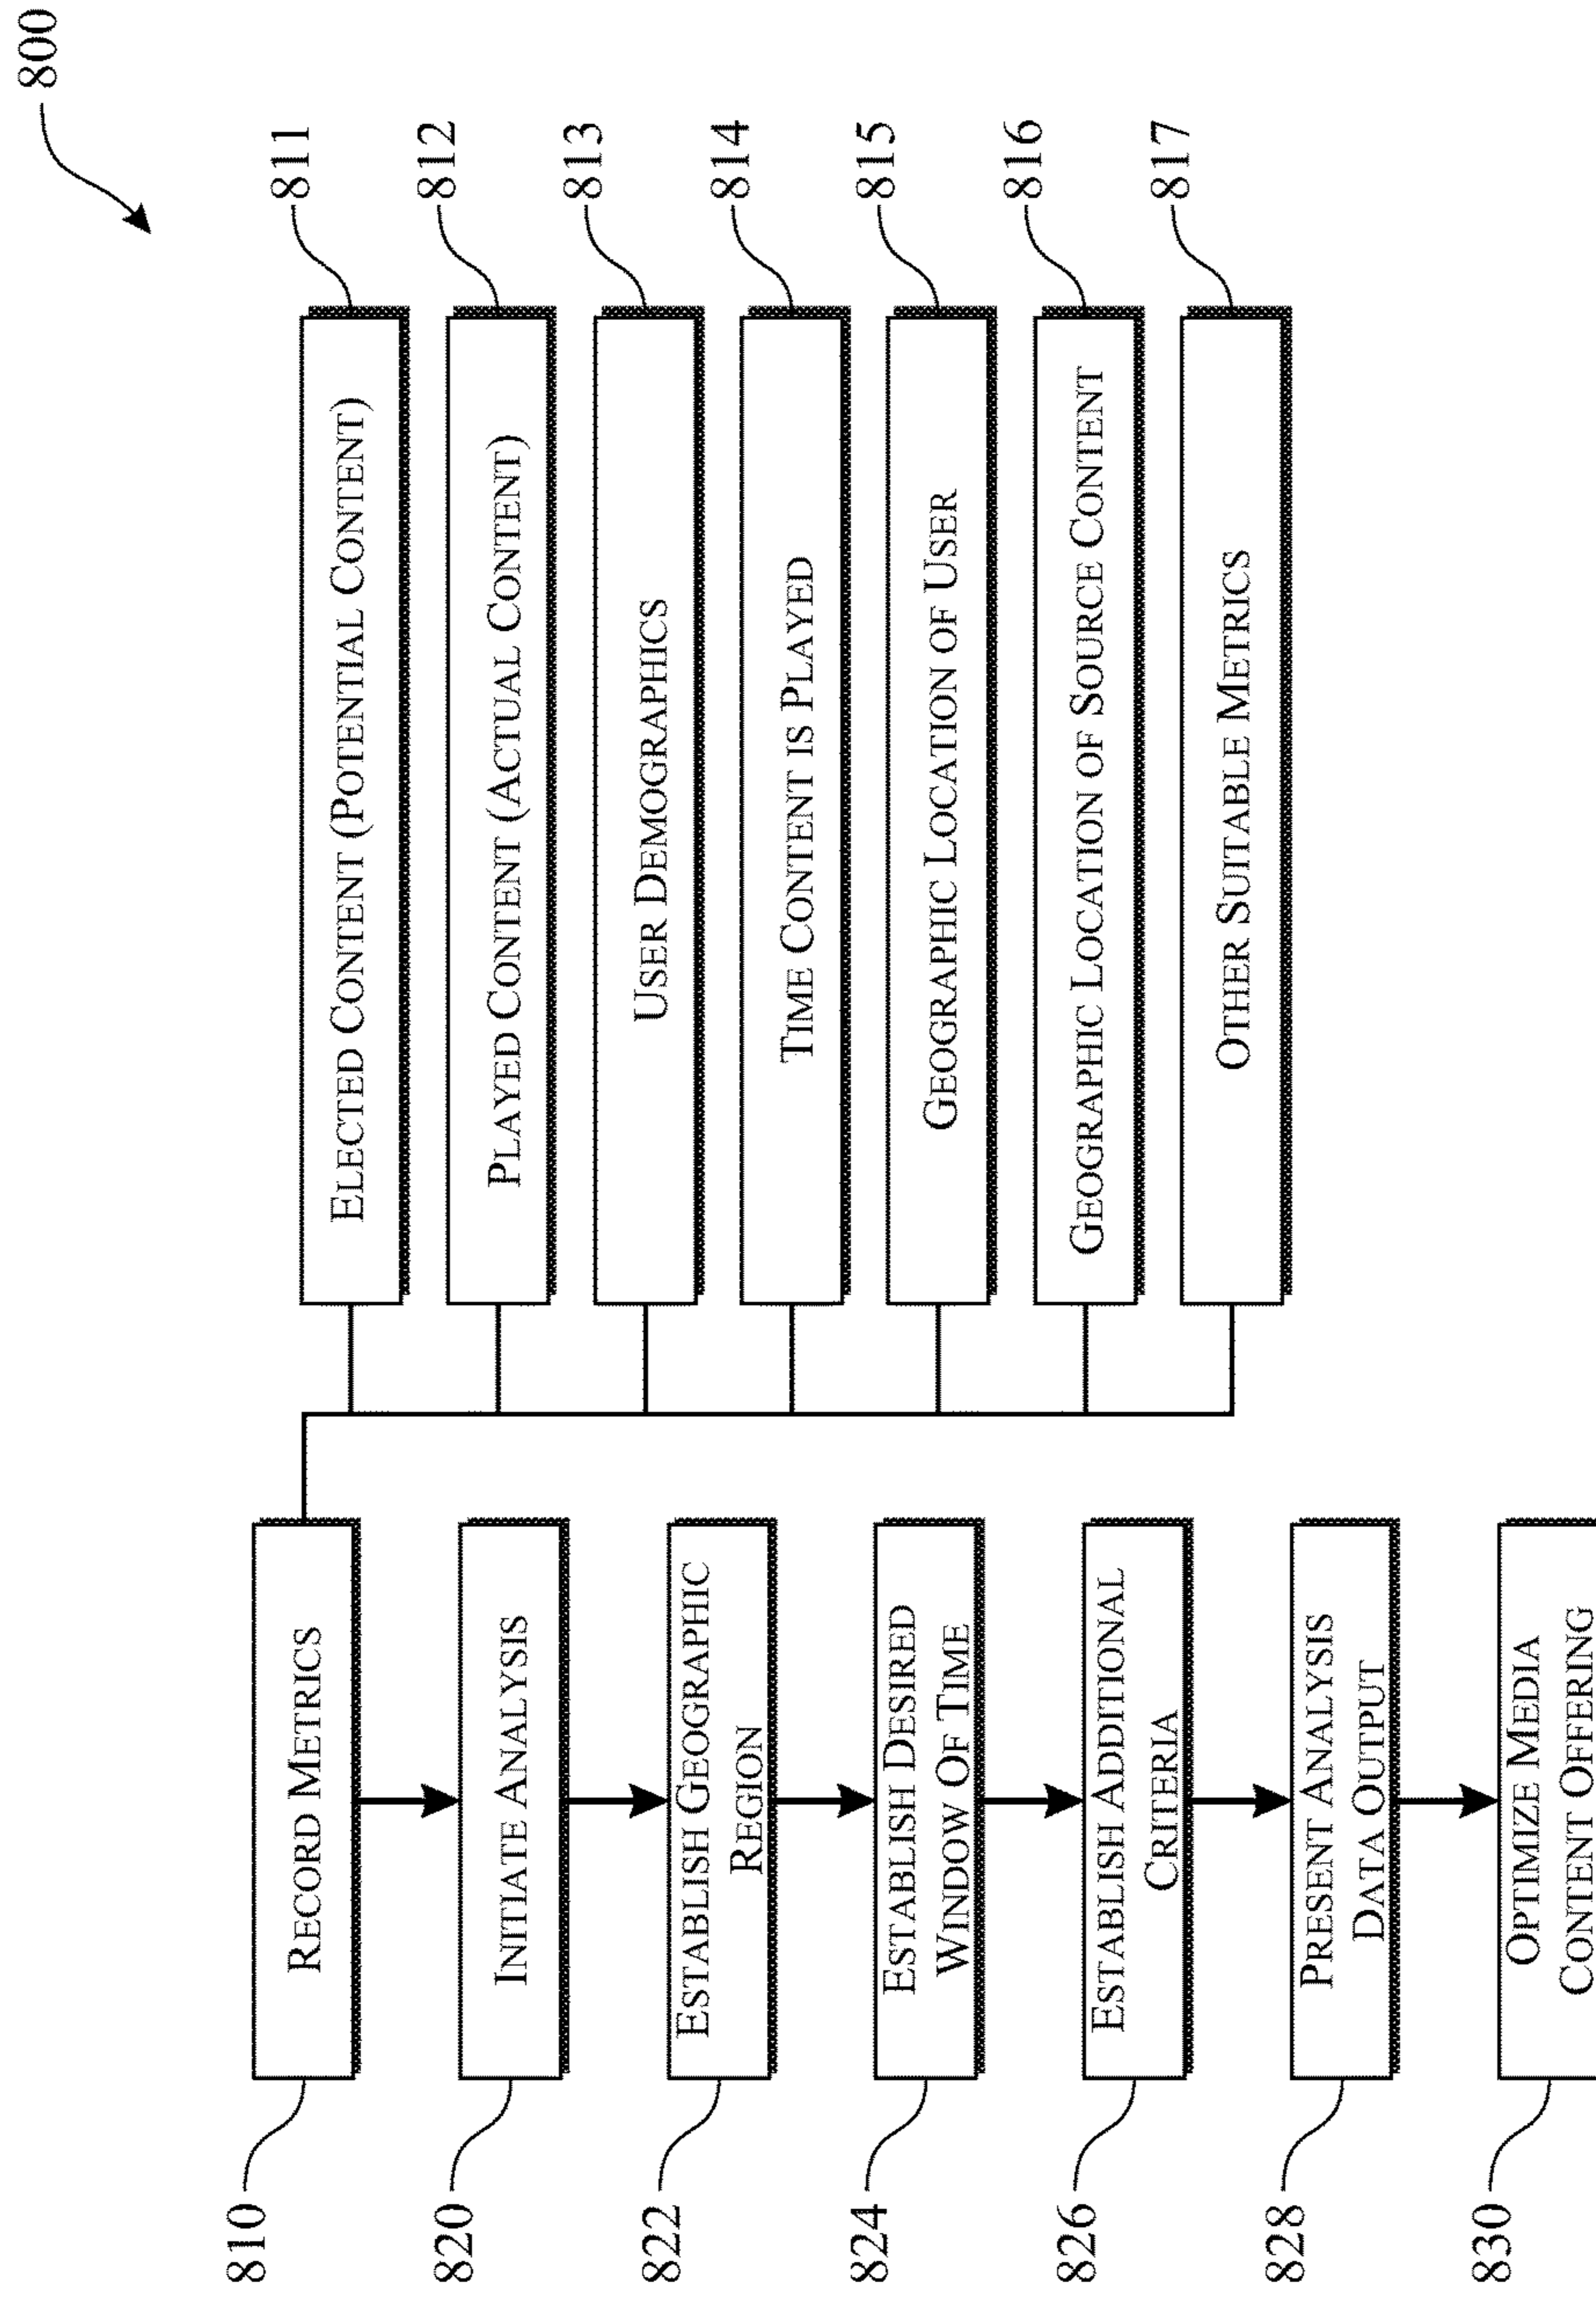 800
810
RECORD METRICS
820
INITIATE ANALYSIS
822
ESTABLISH GEOGRAPHIC
REGION
824
ESTABLISH DESIRED
WINDOW OF TIME
826
ESTABLISH ADDITIONAL
CRITERIA
828
PRESENT ANALYSIS
DATA OUTPUT
830
OPTIMIZE MEDIA
CONTENT OFFERING
ELECTED CONTENT (POTENTIAL CONTENT)
811
PLAYED CONTENT (ACTUAL CONTENT)
812
USER DEMOGRAPHICS
813
TIME CONTENT IS PLAYED
814
GEOGRAPHIC LOCATION OF USER
815
GEOGRAPHIC LOCATION OF SOURCE CONTENT
816
OTHER SUITABLE METRICS
817